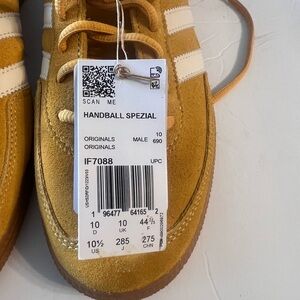 SCAN ME
HANDBALL SPEZIAL
ORIGINALS MALE 10
ORIGINALS 690
IF7088 UPC
1 96477 64165 2
10 10 44⅔
D UK F
10½ 285 275
US J CHN